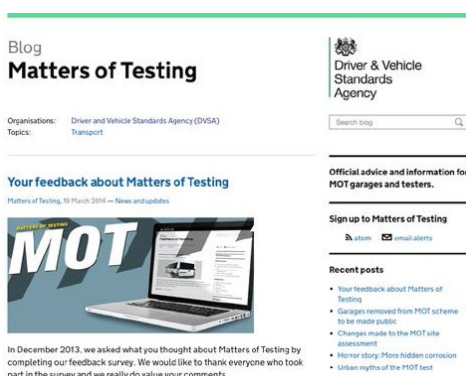 Blog
Matters of Testing
Organisations: Driver and Vehicle Standards Agency (DVSA)
Topics: Transport
Your feedback about Matters of Testing
Matters of Testing, 19 March 2014 — News and updates
MATTERS OF TESTING
MOT
In December 2013, we asked what you thought about Matters of Testing by
completing our feedback survey. We would like to thank everyone who took
part in the survey and we really do value your comments
Driver & Vehicle
Standards
Agency
Search blog
Official advice and information for
MOT garages and testers.
Sign up to Matters of Testing
atom email alerts
Recent posts
Your feedback about Matters of
Testing
Garages removed from MOT scheme
to be made public
Changes made to the MOT site
assessment
Horror story: More hidden corrosion
Urban myths of the MOT test